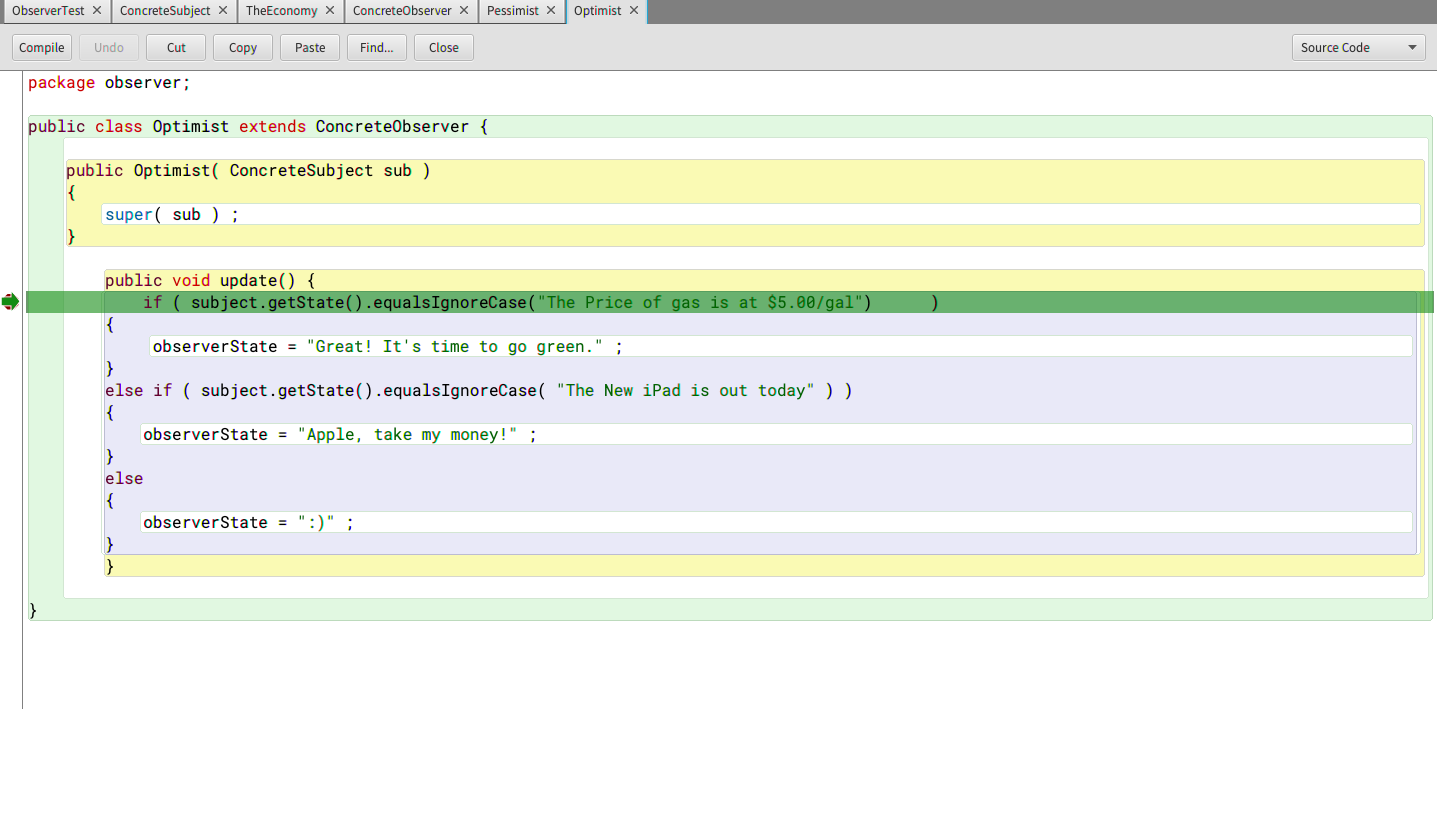 ObserverTest × ConcreteSubject × TheEconomy × ConcreteObserver × Pessimist × Optimist ×
Compile Undo Cut Copy Paste Find... Close Source Code
package observer;
public class Optimist extends ConcreteObserver {
public Optimist( ConcreteSubject sub )
{
super( sub ) ;
}
public void update() {
if ( subject.getState().equalsIgnoreCase("The Price of gas is at $5.00/gal") )
{
observerState = "Great! It's time to go green." ;
}
else if ( subject.getState().equalsIgnoreCase( "The New iPad is out today" ) )
{
observerState = "Apple, take my money!" ;
}
else
{
observerState = ":)" ;
}
}
}